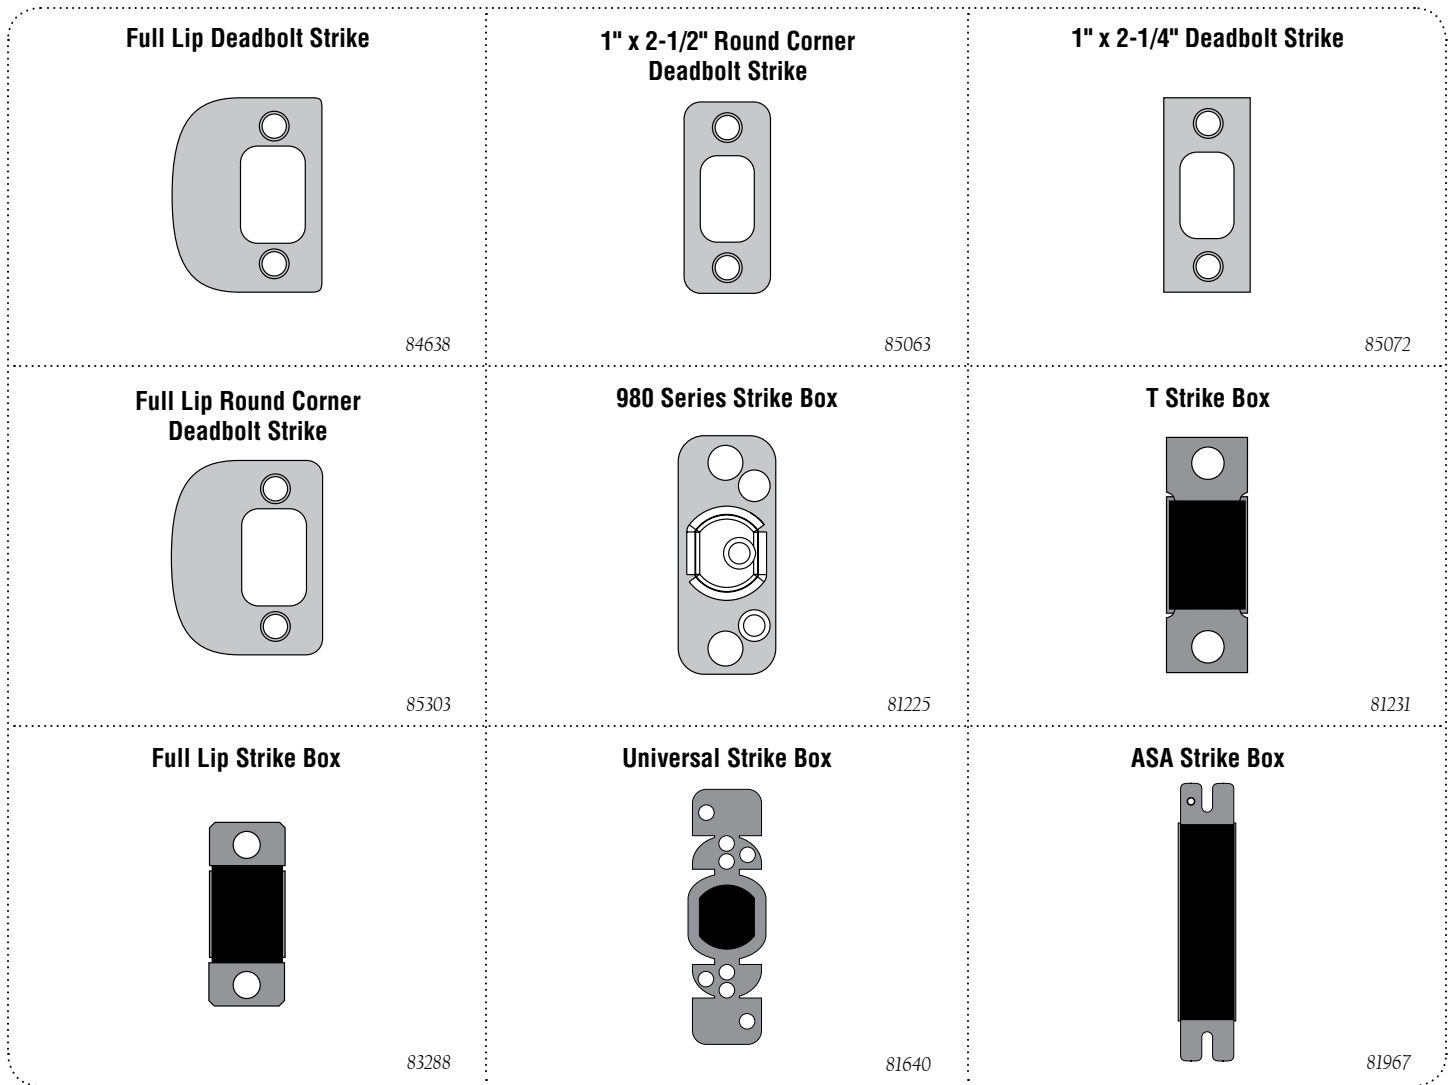 Full Lip Deadbolt Strike
84638
1" x 2-1/2" Round Corner
Deadbolt Strike
85063
1" x 2-1/4" Deadbolt Strike
85072
Full Lip Round Corner
Deadbolt Strike
85303
980 Series Strike Box
81225
T Strike Box
81231
Full Lip Strike Box
83288
Universal Strike Box
81640
ASA Strike Box
81967